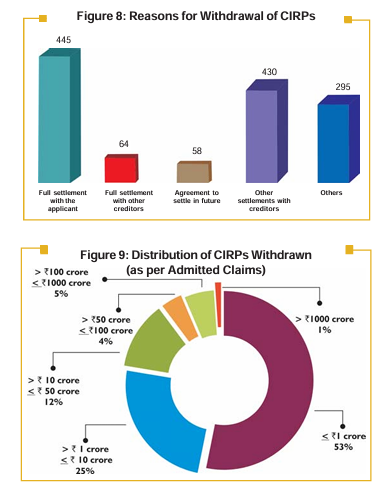 Figure 8: Reasons for Withdrawal of CIRPs
445
64
58
430
295
Full settlement
with the
applicant
Full settlement
with other
creditors
Agreement to
settle in future
Other
settlements with
creditors
Others
Figure 9: Distribution of CIRPs Withdrawn
(as per Admitted Claims)
> ₹100 crore
≤ ₹1000 crore
5%
> ₹50 crore
≤ ₹100 crore
4%
> ₹1000 crore
1%
> ₹ 10 crore
≤ ₹ 50 crore
12%
≤ ₹1 crore
53%
> ₹ 1 crore
≤ ₹ 10 crore
25%